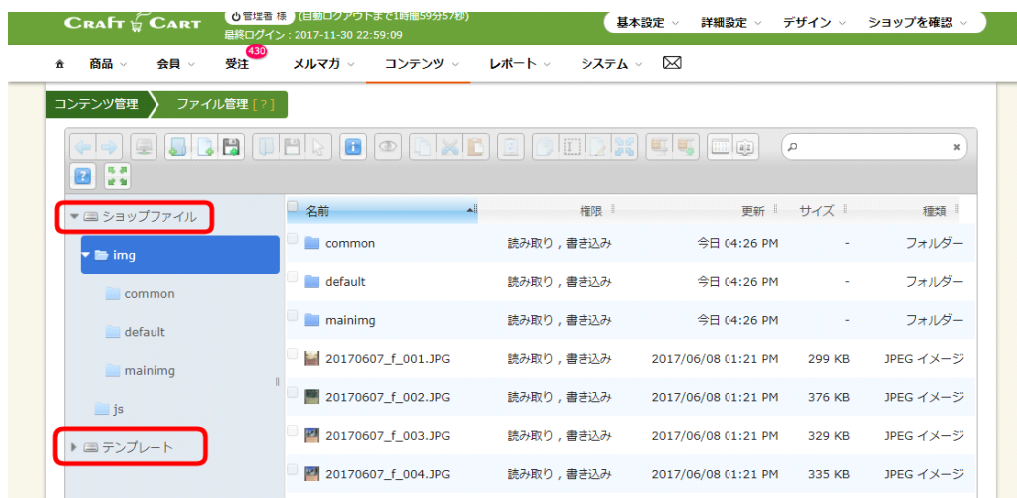 CRAFT CART
管理者 様 (自動ログアウトまで1時間59分57秒)
最終ログイン : 2017-11-30 22:59:09
基本設定 詳細設定 デザイン ショップを確認
商品 会員 受注 430 メルマガ コンテンツ レポート システム
コンテンツ管理 ファイル管理 [ ? ]
ショップファイル
img
common
default
mainimg
js
テンプレート
名前 権限 更新 サイズ 種類
common 読み取り , 書き込み 今日 04:26 PM - フォルダー
default 読み取り , 書き込み 今日 04:26 PM - フォルダー
mainimg 読み取り , 書き込み 今日 04:26 PM - フォルダー
20170607_f_001.JPG 読み取り , 書き込み 2017/06/08 01:21 PM 299 KB JPEG イメージ
20170607_f_002.JPG 読み取り , 書き込み 2017/06/08 01:21 PM 376 KB JPEG イメージ
20170607_f_003.JPG 読み取り , 書き込み 2017/06/08 01:21 PM 329 KB JPEG イメージ
20170607_f_004.JPG 読み取り , 書き込み 2017/06/08 01:21 PM 335 KB JPEG イメージ